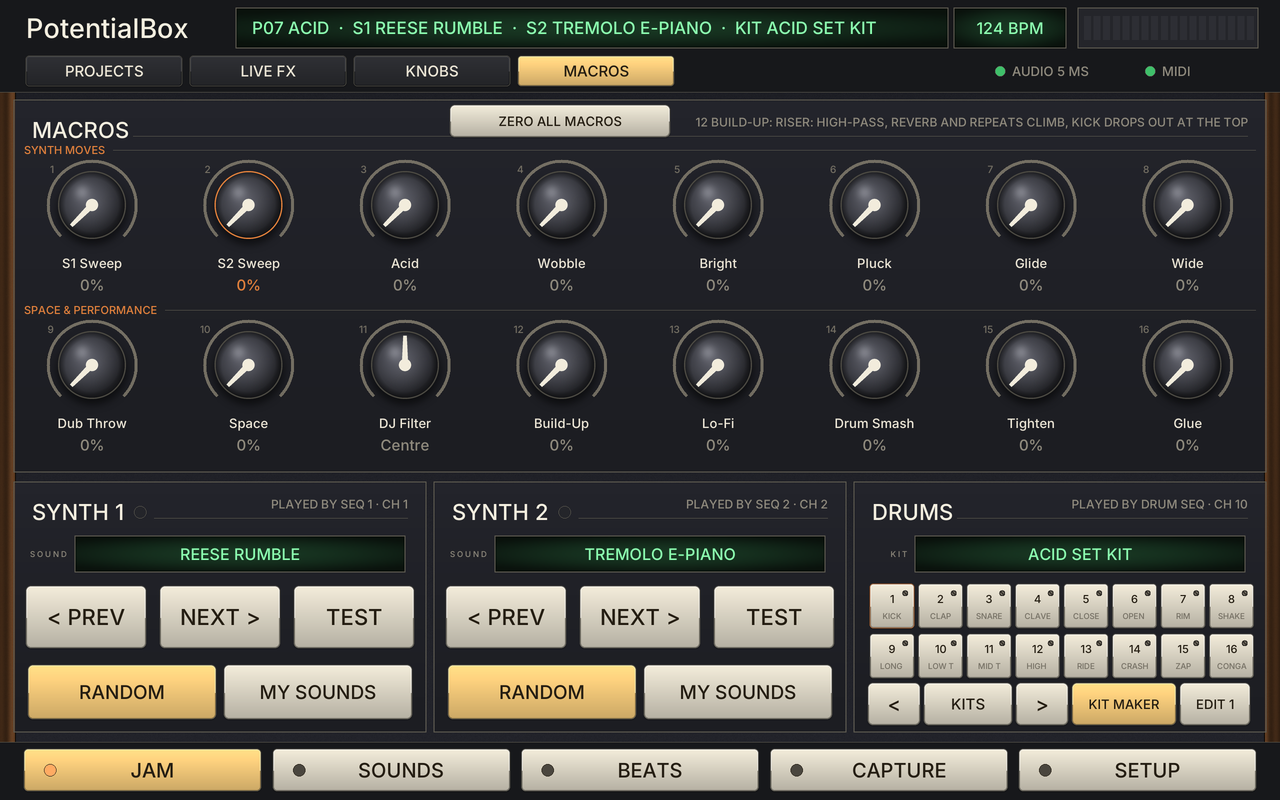 PotentialBox
P07 ACID · S1 REESE RUMBLE · S2 TREMOLO E-PIANO · KIT ACID SET KIT
124 BPM
PROJECTS
LIVE FX
KNOBS
MACROS
AUDIO 5 MS
MIDI
MACROS
ZERO ALL MACROS
12 BUILD-UP: RISER: HIGH-PASS, REVERB AND REPEATS CLIMB, KICK DROPS OUT AT THE TOP
SYNTH MOVES
1 2 3 4 5 6 7 8
S1 Sweep S2 Sweep Acid Wobble Bright Pluck Glide Wide
0% 0% 0% 0% 0% 0% 0% 0%
SPACE & PERFORMANCE
9 10 11 12 13 14 15 16
Dub Throw Space DJ Filter Build-Up Lo-Fi Drum Smash Tighten Glue
0% 0% Centre 0% 0% 0% 0% 0%
SYNTH 1
PLAYED BY SEQ 1 · CH 1
SOUND
REESE RUMBLE
< PREV
NEXT >
TEST
RANDOM
MY SOUNDS
SYNTH 2
PLAYED BY SEQ 2 · CH 2
SOUND
TREMOLO E-PIANO
< PREV
NEXT >
TEST
RANDOM
MY SOUNDS
DRUMS
PLAYED BY DRUM SEQ · CH 10
KIT
ACID SET KIT
1 2 3 4 5 6 7 8
KICK CLAP SNARE CLAVE CLOSE OPEN RIM SHAKE
9 10 11 12 13 14 15 16
LONG LOW T MID T HIGH RIDE CRASH ZAP CONGA
<
KITS
>
KIT MAKER
EDIT 1
JAM
SOUNDS
BEATS
CAPTURE
SETUP